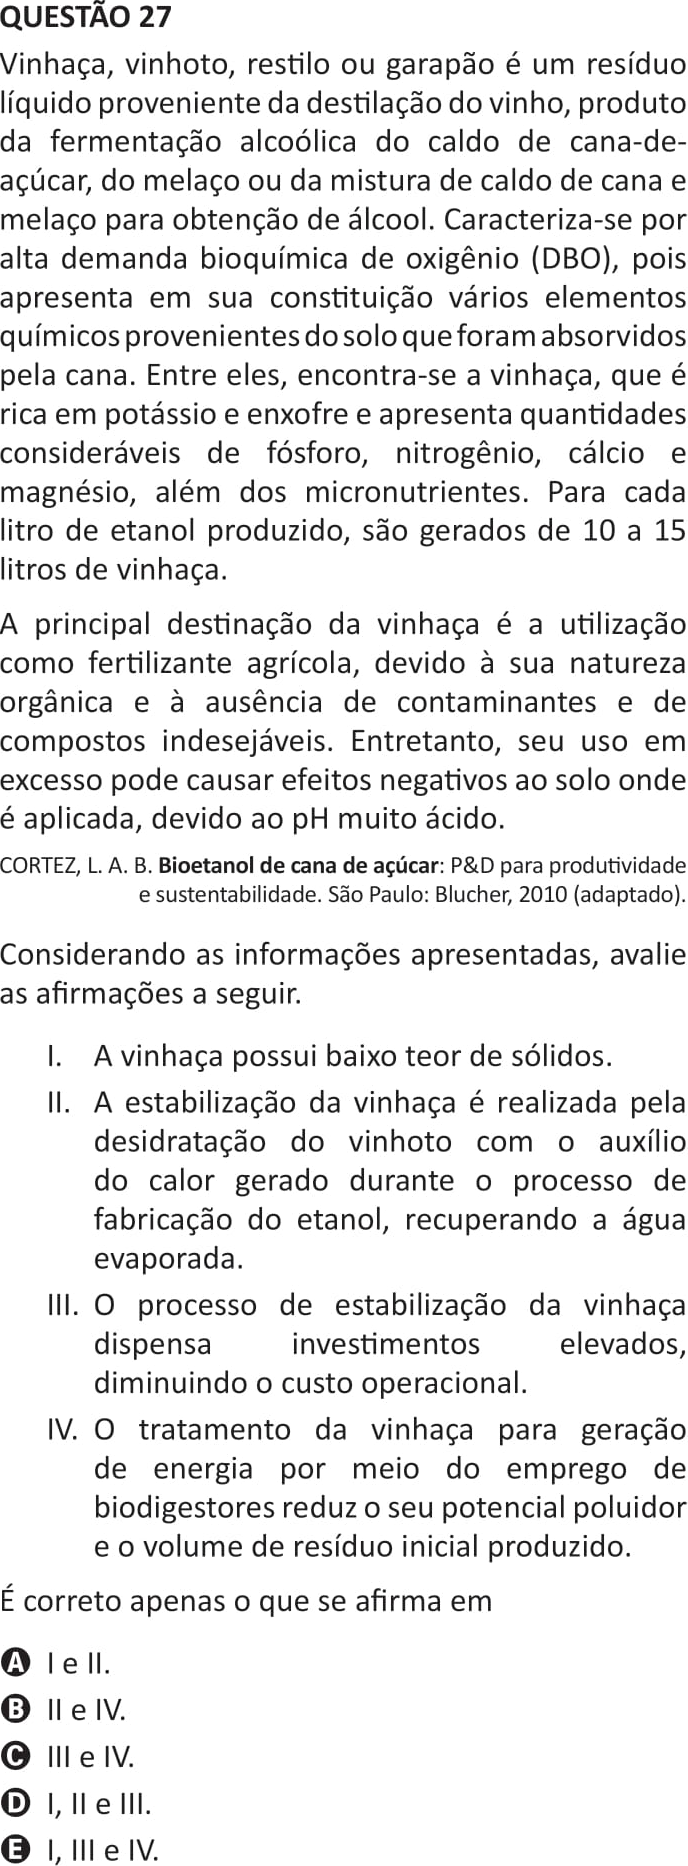 QUESTÃO 27
Vinhaça, vinhoto, restilo ou garapão é um resíduo
líquido proveniente da destilação do vinho, produto
da fermentação alcoólica do caldo de cana-de-
açúcar, do melaço ou da mistura de caldo de cana e
melaço para obtenção de álcool. Caracteriza-se por
alta demanda bioquímica de oxigênio (DBO), pois
apresenta em sua constituição vários elementos
químicos provenientes do solo que foram absorvidos
pela cana. Entre eles, encontra-se a vinhaça, que é
rica em potássio e enxofre e apresenta quantidades
consideráveis de fósforo, nitrogênio, cálcio e
magnésio, além dos micronutrientes. Para cada
litro de etanol produzido, são gerados de 10 a 15
litros de vinhaça.
A principal destinação da vinhaça é a utilização
como fertilizante agrícola, devido à sua natureza
orgânica e à ausência de contaminantes e de
compostos indesejáveis. Entretanto, seu uso em
excesso pode causar efeitos negativos ao solo onde
é aplicada, devido ao pH muito ácido.
CORTEZ, L. A. B. Bioetanol de cana de açúcar: P&D para produtividade
e sustentabilidade. São Paulo: Blucher, 2010 (adaptado).
Considerando as informações apresentadas, avalie
as afirmações a seguir.
I. A vinhaça possui baixo teor de sólidos.
II. A estabilização da vinhaça é realizada pela
desidratação do vinhoto com o auxílio
do calor gerado durante o processo de
fabricação do etanol, recuperando a água
evaporada.
III. O processo de estabilização da vinhaça
dispensa investimentos elevados,
diminuindo o custo operacional.
IV. O tratamento da vinhaça para geração
de energia por meio do emprego de
biodigestores reduz o seu potencial poluidor
e o volume de resíduo inicial produzido.
É correto apenas o que se afirma em
A I e II.
B II e IV.
C III e IV.
D I, II e III.
E I, III e IV.